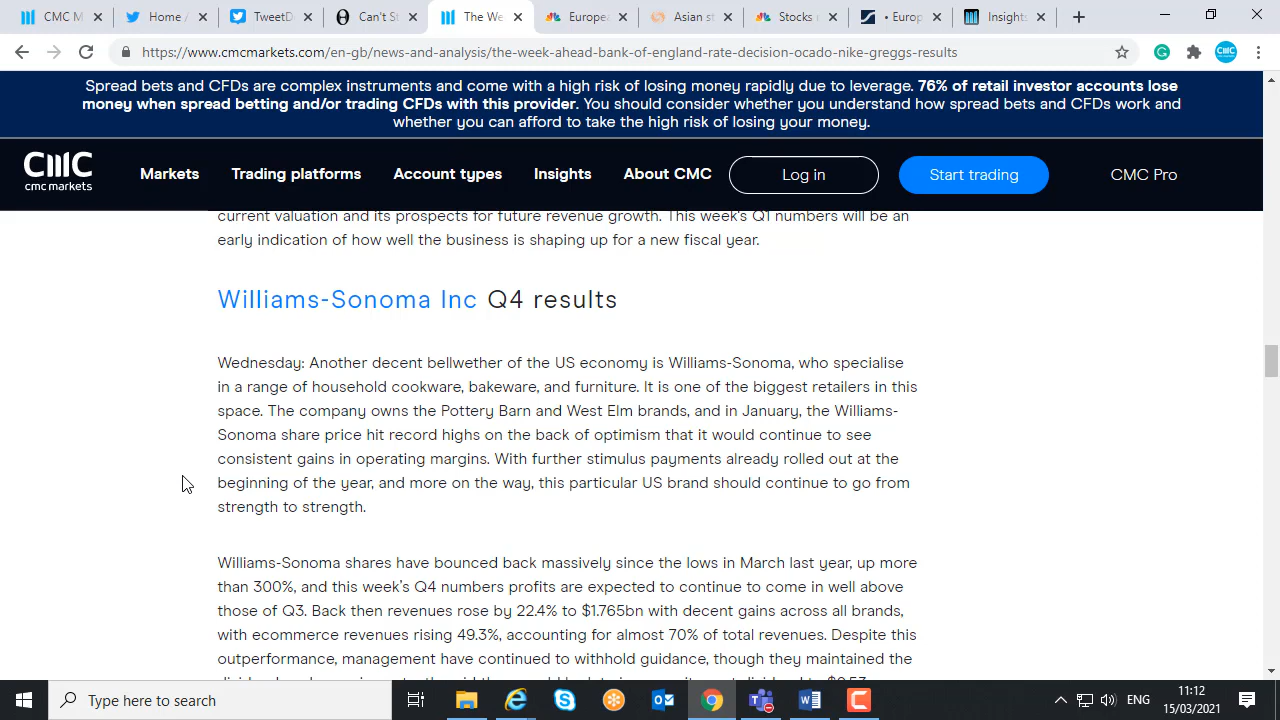 CMC M
Home /
TweetD
Can't St
The We
Europea
Asian st
Stocks r
• Europ
Insights
https://www.cmcmarkets.com/en-gb/news-and-analysis/the-week-ahead-bank-of-england-rate-decision-ocado-nike-greggs-results
Spread bets and CFDs are complex instruments and come with a high risk of losing money rapidly due to leverage. 76% of retail investor accounts lose
money when spread betting and/or trading CFDs with this provider. You should consider whether you understand how spread bets and CFDs work and
whether you can afford to take the high risk of losing your money.
CMC
cmc markets
Markets
Trading platforms
Account types
Insights
About CMC
Log in
Start trading
CMC Pro
current valuation and its prospects for future revenue growth. This week's Q1 numbers will be an
early indication of how well the business is shaping up for a new fiscal year.
Williams-Sonoma Inc Q4 results
Wednesday: Another decent bellwether of the US economy is Williams-Sonoma, who specialise
in a range of household cookware, bakeware, and furniture. It is one of the biggest retailers in this
space. The company owns the Pottery Barn and West Elm brands, and in January, the Williams-
Sonoma share price hit record highs on the back of optimism that it would continue to see
consistent gains in operating margins. With further stimulus payments already rolled out at the
beginning of the year, and more on the way, this particular US brand should continue to go from
strength to strength.
Williams-Sonoma shares have bounced back massively since the lows in March last year, up more
than 300%, and this week's Q4 numbers profits are expected to continue to come in well above
those of Q3. Back then revenues rose by 22.4% to $1.765bn with decent gains across all brands,
with ecommerce revenues rising 49.3%, accounting for almost 70% of total revenues. Despite this
outperformance, management have continued to withhold guidance, though they maintained the
Type here to search
ENG
11:12
15/03/2021